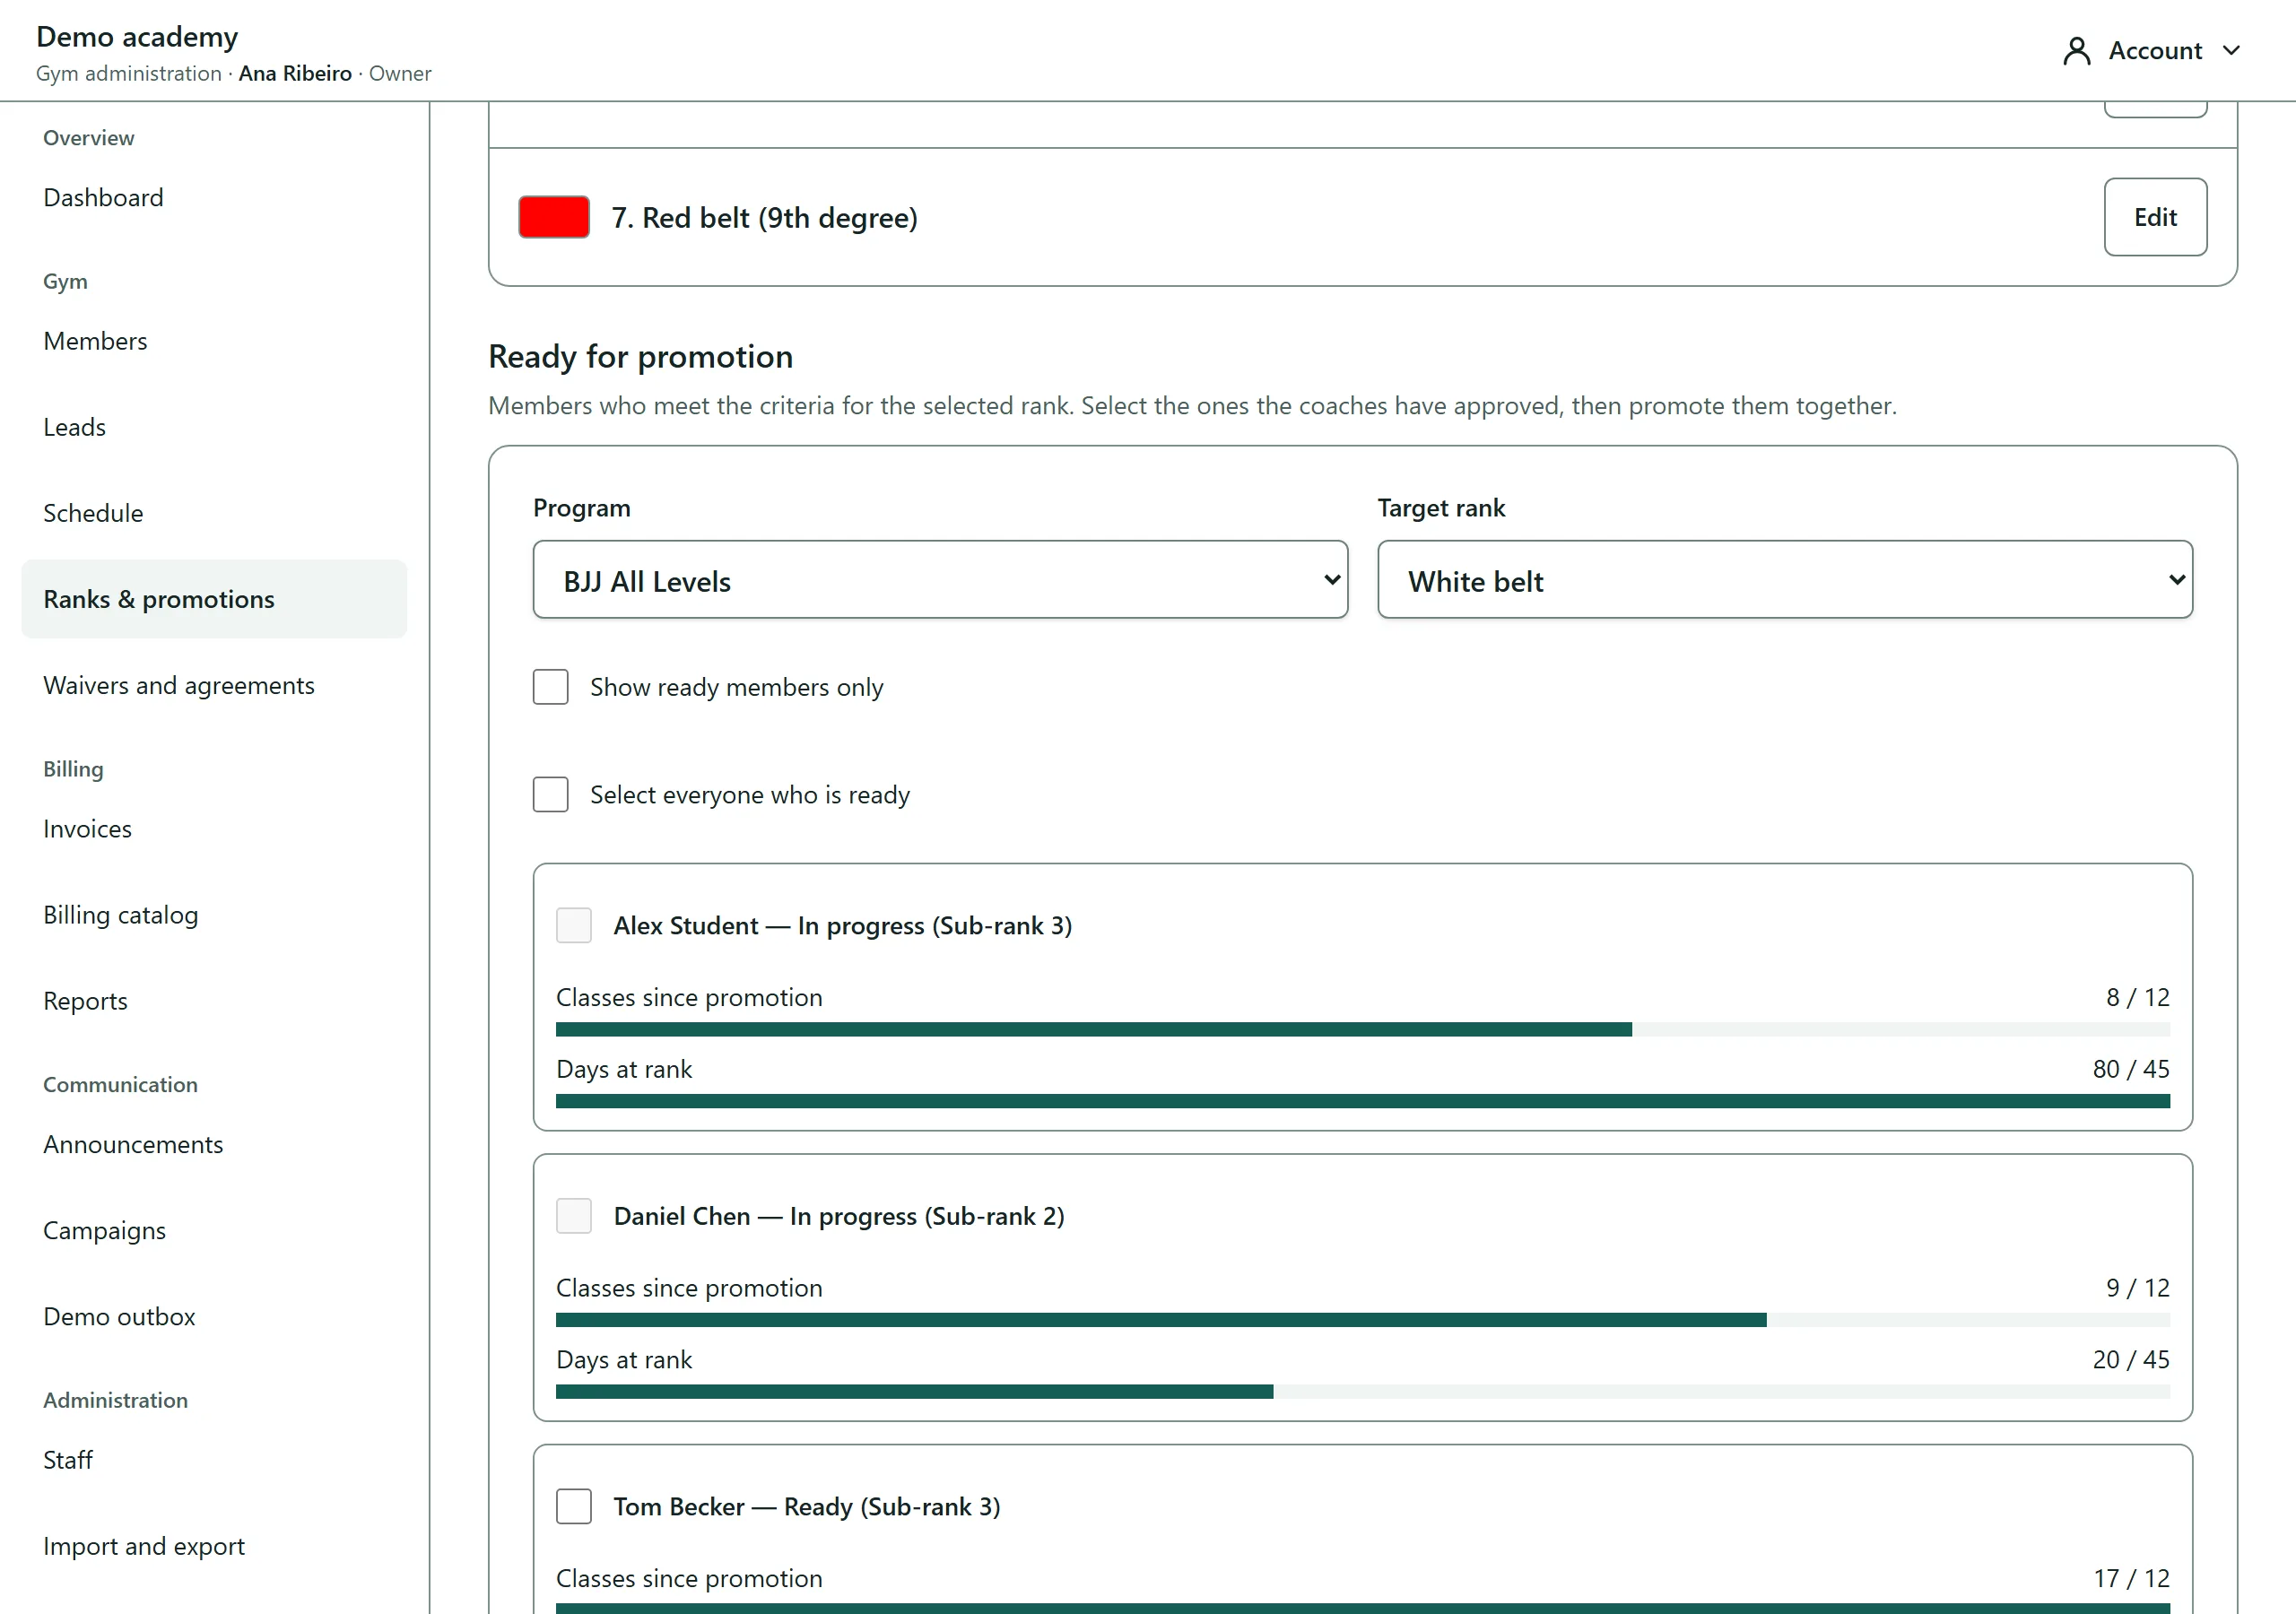 Demo academy
Gym administration · Ana Ribeiro · Owner
Account
Overview
Dashboard
Gym
Members
Leads
Schedule
Ranks & promotions
Waivers and agreements
Billing
Invoices
Billing catalog
Reports
Communication
Announcements
Campaigns
Demo outbox
Administration
Staff
Import and export
7. Red belt (9th degree)
Edit
Ready for promotion
Members who meet the criteria for the selected rank. Select the ones the coaches have approved, then promote them together.
Program
Target rank
BJJ All Levels
White belt
Show ready members only
Select everyone who is ready
Alex Student — In progress (Sub-rank 3)
Classes since promotion 8 / 12
Days at rank 80 / 45
Daniel Chen — In progress (Sub-rank 2)
Classes since promotion 9 / 12
Days at rank 20 / 45
Tom Becker — Ready (Sub-rank 3)
Classes since promotion 17 / 12